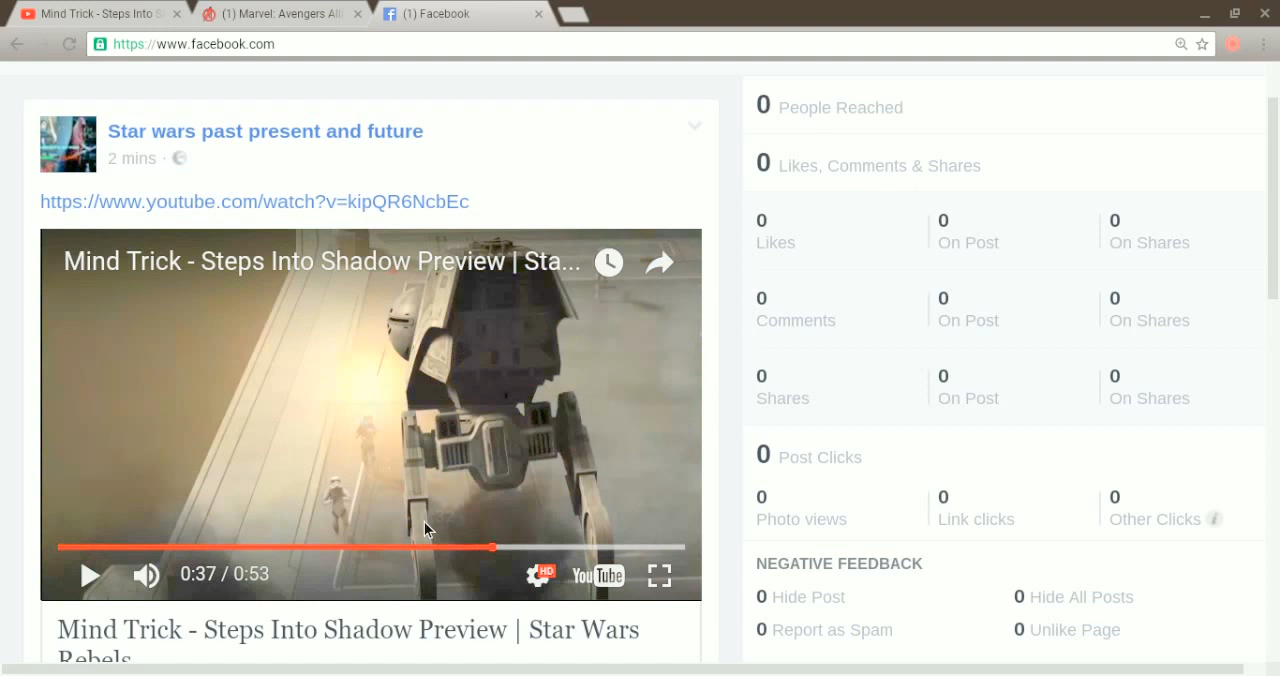 Mind Trick - Steps Into S
(1) Marvel: Avengers Alli
(1) Facebook
https://www.facebook.com
Star wars past present and future
2 mins ·
https://www.youtube.com/watch?v=kipQR6NcbEc
Mind Trick - Steps Into Shadow Preview | Sta...
0:37 / 0:53
HD
YouTube
Mind Trick - Steps Into Shadow Preview | Star Wars
Rebels
0 People Reached
0 Likes, Comments & Shares
0 0 0
Likes On Post On Shares
0 0 0
Comments On Post On Shares
0 0 0
Shares On Post On Shares
0 Post Clicks
0 0 0
Photo views Link clicks Other Clicks i
NEGATIVE FEEDBACK
0 Hide Post 0 Hide All Posts
0 Report as Spam 0 Unlike Page